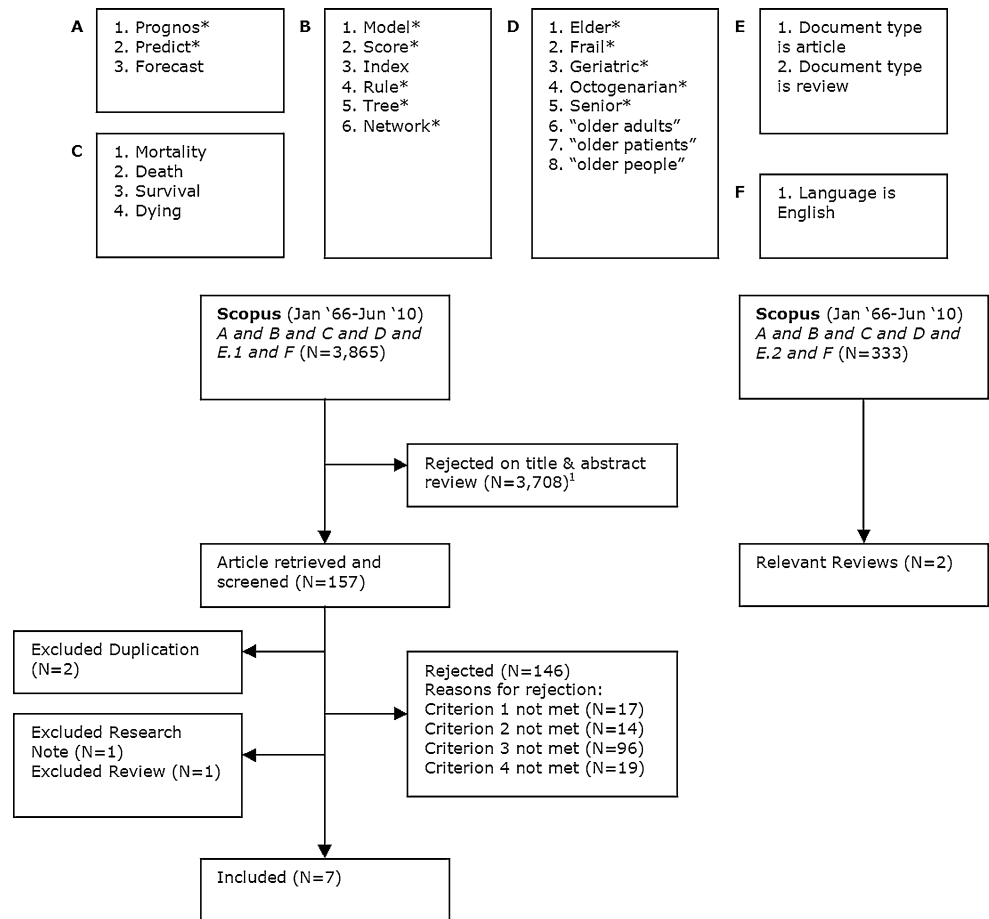 A
1. Prognos*
2. Predict*
3. Forecast
B
1. Model*
2. Score*
3. Index
4. Rule*
5. Tree*
6. Network*
D
1. Elder*
2. Frail*
3. Geriatric*
4. Octogenarian*
5. Senior*
6. “older adults”
7. “older patients”
8. “older people”
E
1. Document type
is article
2. Document type
is review
C
1. Mortality
2. Death
3. Survival
4. Dying
F
1. Language is
English
Scopus (Jan ‘66-Jun ‘10)
A and B and C and D and
E.1 and F (N=3,865)
Scopus (Jan ‘66-Jun ‘10)
A and B and C and D and
E.2 and F (N=333)
Rejected on title & abstract
review (N=3,708)¹
Article retrieved and
screened (N=157)
Relevant Reviews (N=2)
Excluded Duplication
(N=2)
Rejected (N=146)
Reasons for rejection:
Criterion 1 not met (N=17)
Criterion 2 not met (N=14)
Criterion 3 not met (N=96)
Criterion 4 not met (N=19)
Excluded Research
Note (N=1)
Excluded Review (N=1)
Included (N=7)